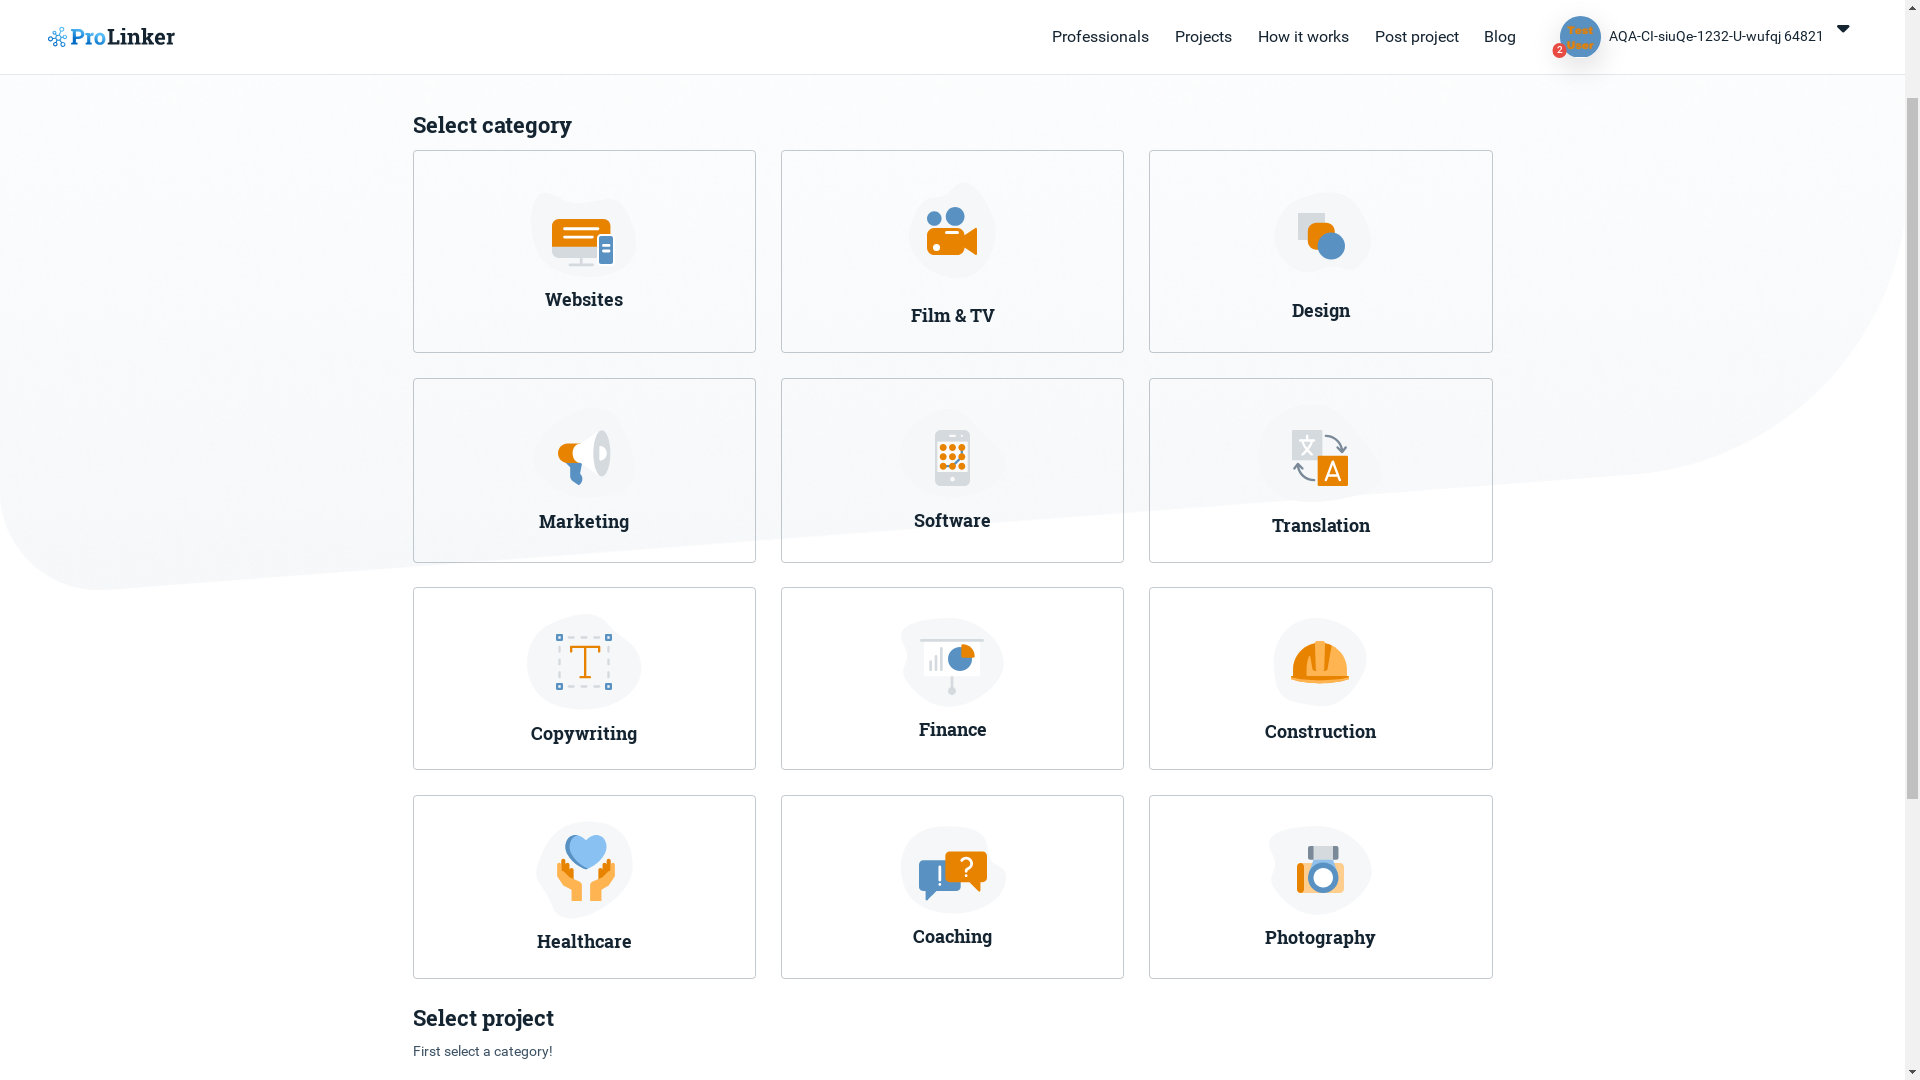 ProLinker
Professionals
Projects
How it works
Post project
Blog
Test
User
2
AQA-CI-siuQe-1232-U-wufqj 64821
Select category
Websites
Film & TV
Design
Marketing
Software
A
Translation
T
Copywriting
Finance
Construction
Healthcare
! ?
Coaching
Photography
Select project
First select a category!